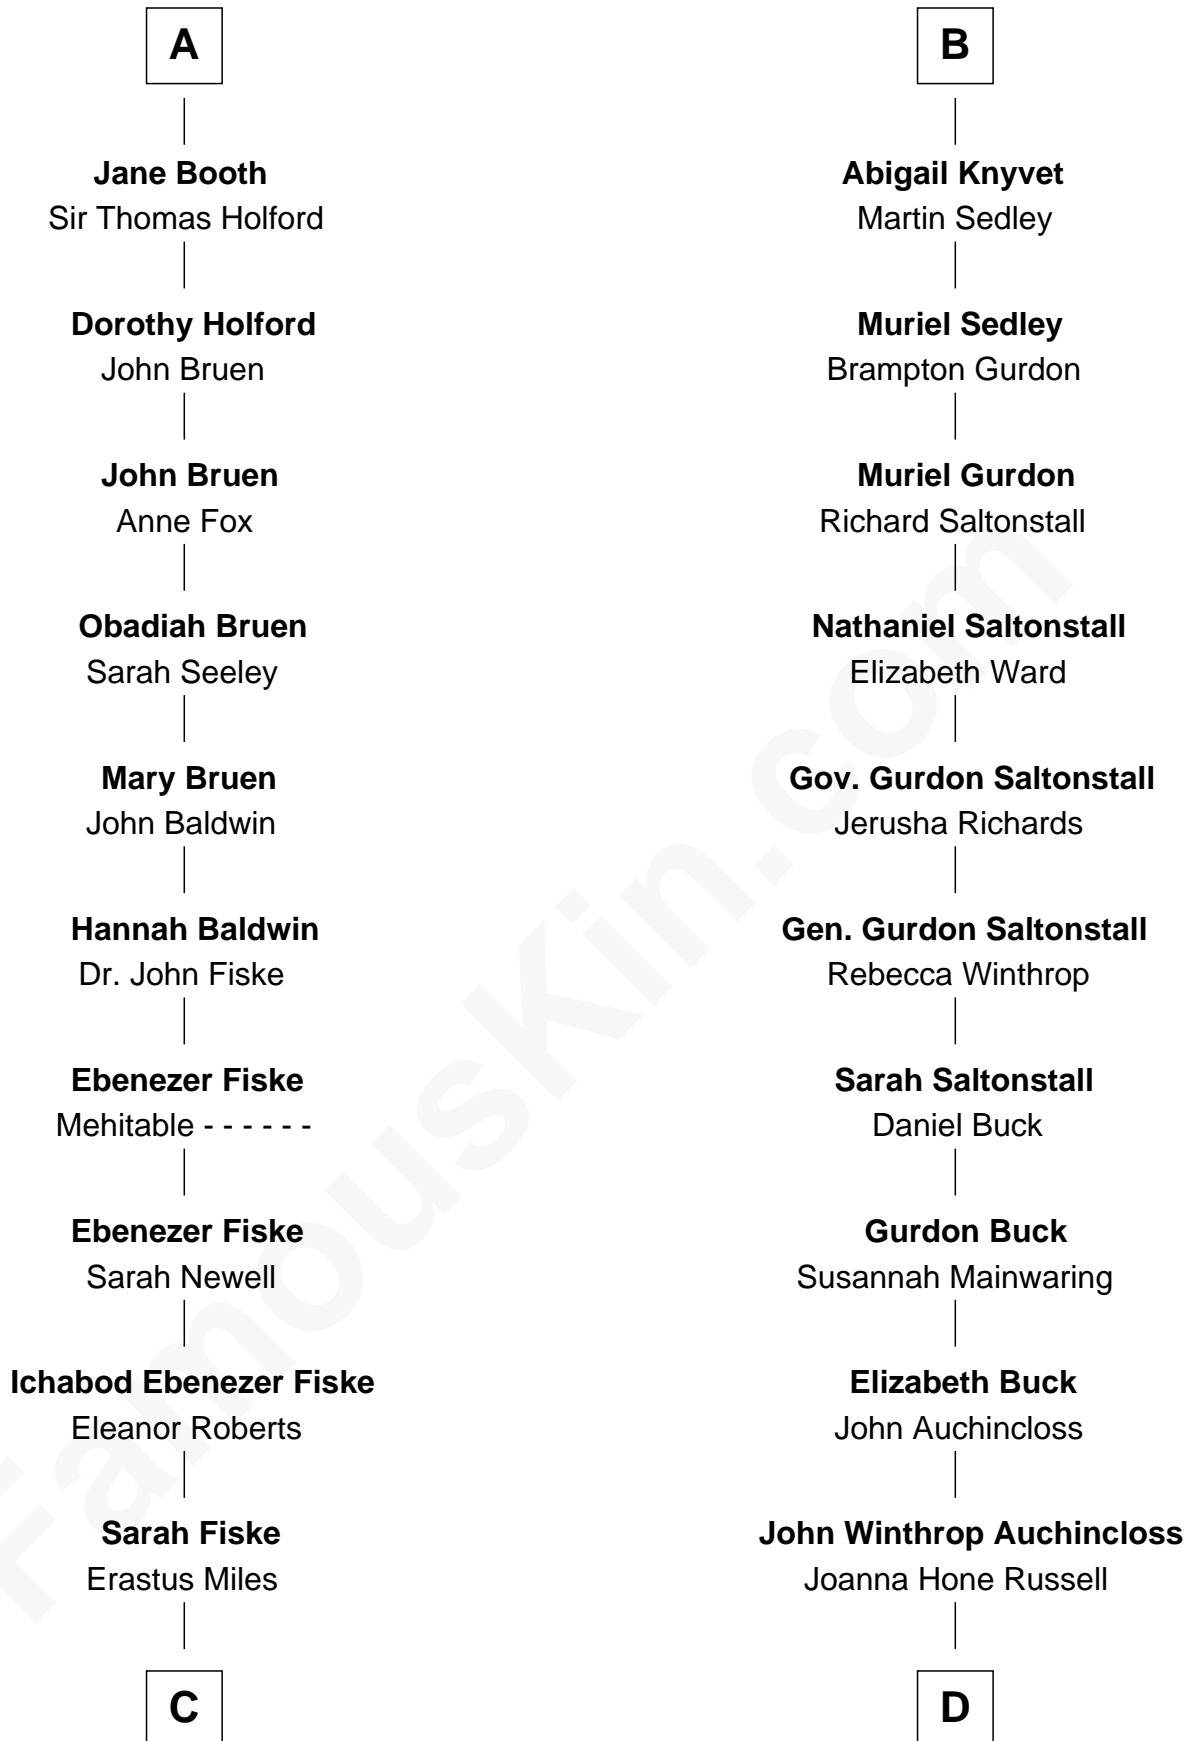 A
Jane Booth
Sir Thomas Holford
Dorothy Holford
John Bruen
John Bruen
Anne Fox
Obadiah Bruen
Sarah Seeley
Mary Bruen
John Baldwin
Hannah Baldwin
Dr. John Fiske
Ebenezer Fiske
Mehitable - - - - - -
Ebenezer Fiske
Sarah Newell
Ichabod Ebenezer Fiske
Eleanor Roberts
Sarah Fiske
Erastus Miles
C
B
Abigail Knyvet
Martin Sedley
Muriel Sedley
Brampton Gurdon
Muriel Gurdon
Richard Saltonstall
Nathaniel Saltonstall
Elizabeth Ward
Gov. Gurdon Saltonstall
Jerusha Richards
Gen. Gurdon Saltonstall
Rebecca Winthrop
Sarah Saltonstall
Daniel Buck
Gurdon Buck
Susannah Mainwaring
Elizabeth Buck
John Auchincloss
John Winthrop Auchincloss
Joanna Hone Russell
D
FamousKin.com